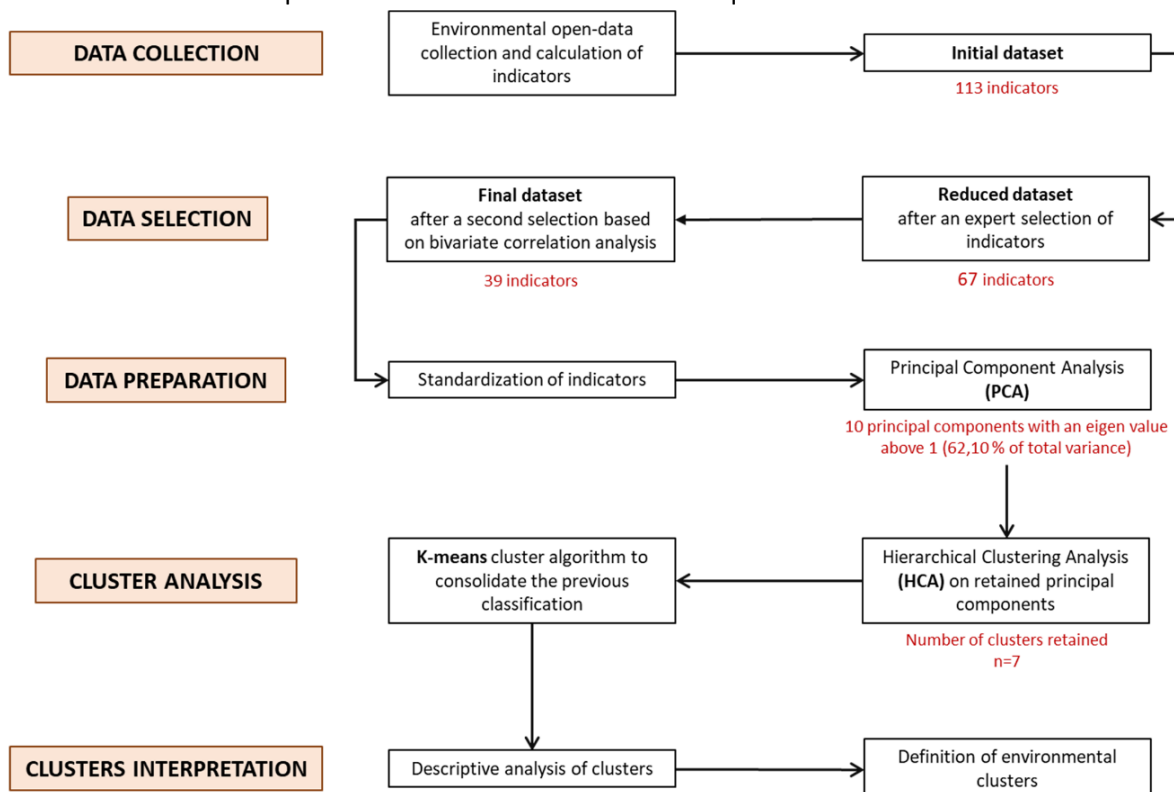 DATA COLLECTION
Environmental open-data
collection and calculation of
indicators
Initial dataset
113 indicators
DATA SELECTION
Final dataset
after a second selection based
on bivariate correlation analysis
39 indicators
Reduced dataset
after an expert selection of
indicators
67 indicators
DATA PREPARATION
Standardization of indicators
Principal Component Analysis
(PCA)
10 principal components with an eigen value
above 1 (62,10 % of total variance)
CLUSTER ANALYSIS
K-means cluster algorithm to
consolidate the previous
classification
Hierarchical Clustering Analysis
(HCA) on retained principal
components
Number of clusters retained
n=7
CLUSTERS INTERPRETATION
Descriptive analysis of clusters
Definition of environmental
clusters